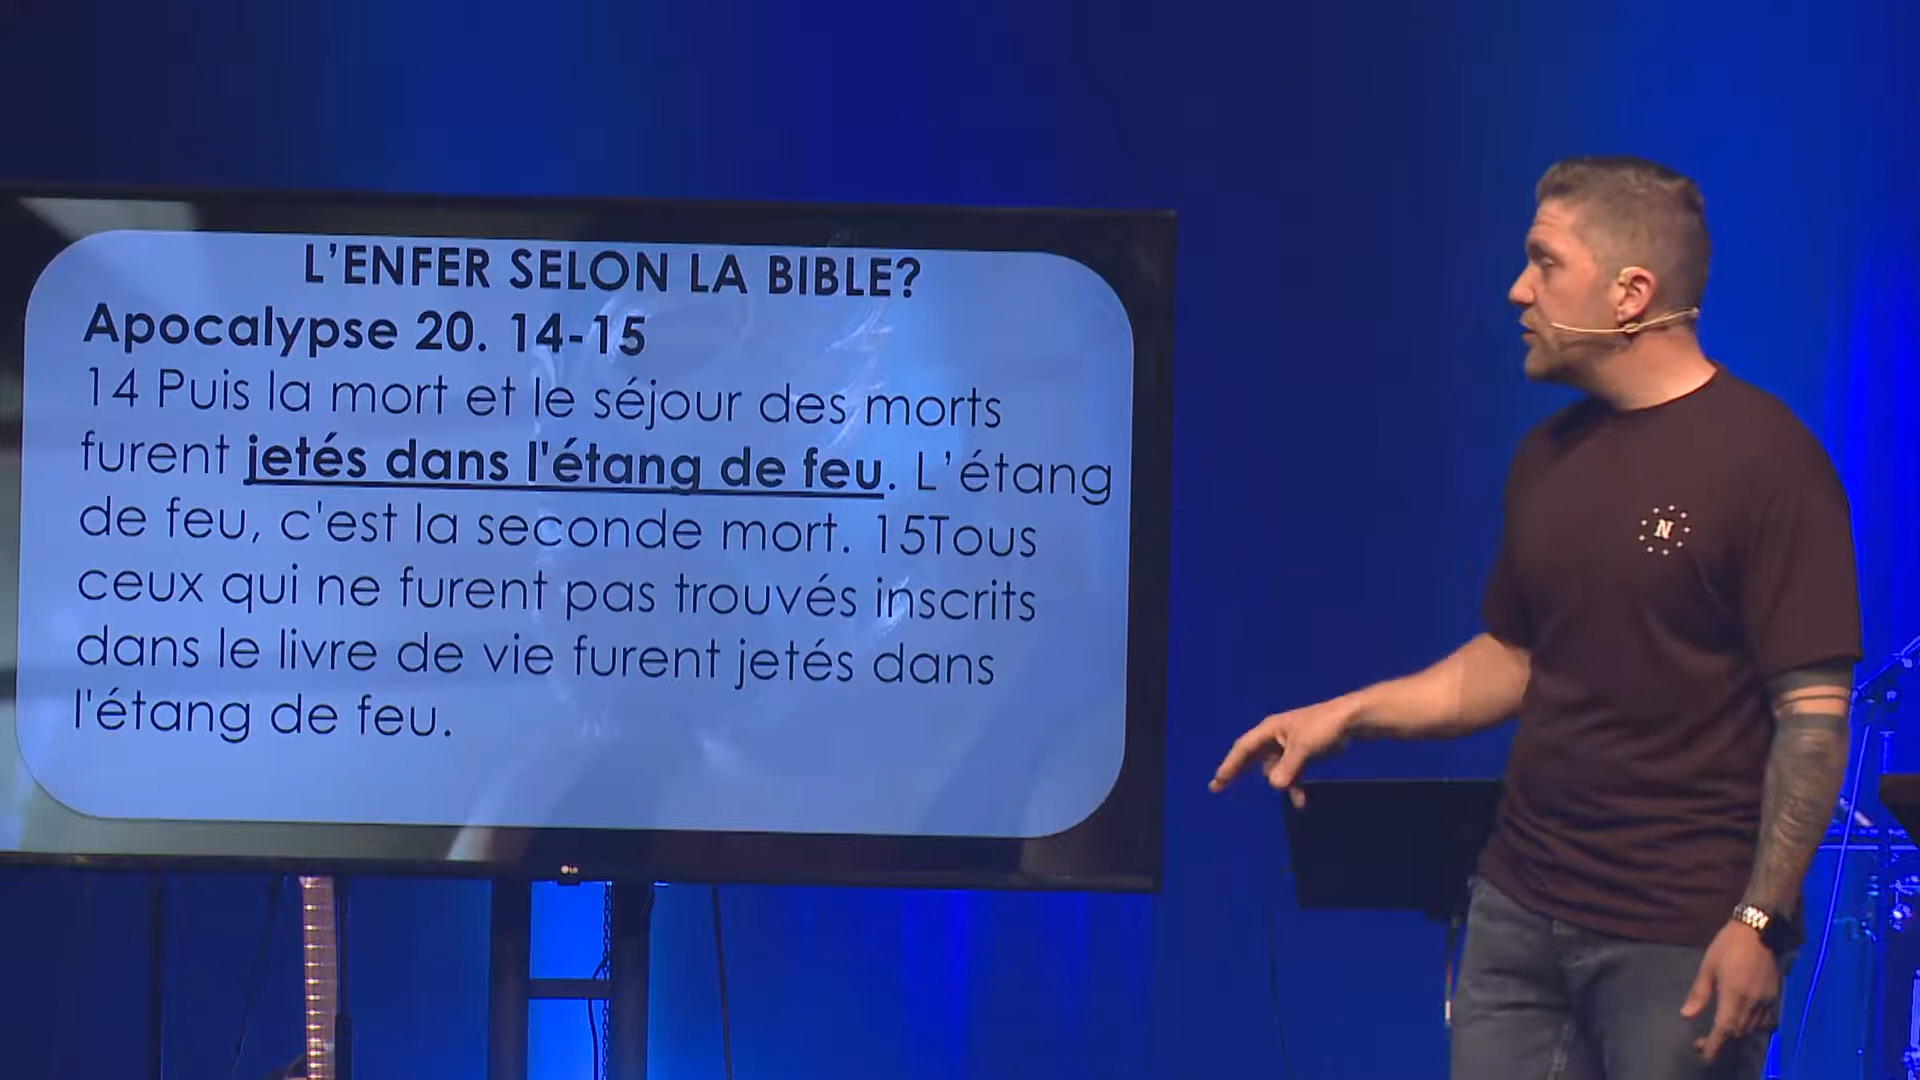 L'ENFER SELON LA BIBLE?
Apocalypse 20. 14-15
14 Puis la mort et le séjour des morts
furent jetés dans l'étang de feu. L'étang
de feu, c'est la seconde mort. 15Tous
ceux qui ne furent pas trouvés inscrits
dans le livre de vie furent jetés dans
l'étang de feu.
LG
N